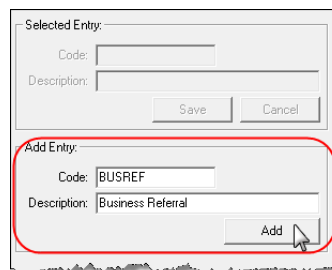 Selected Entry:
Code:
Description:
Save Cancel
Add Entry:
Code: BUSREF
Description: Business Referral
Add